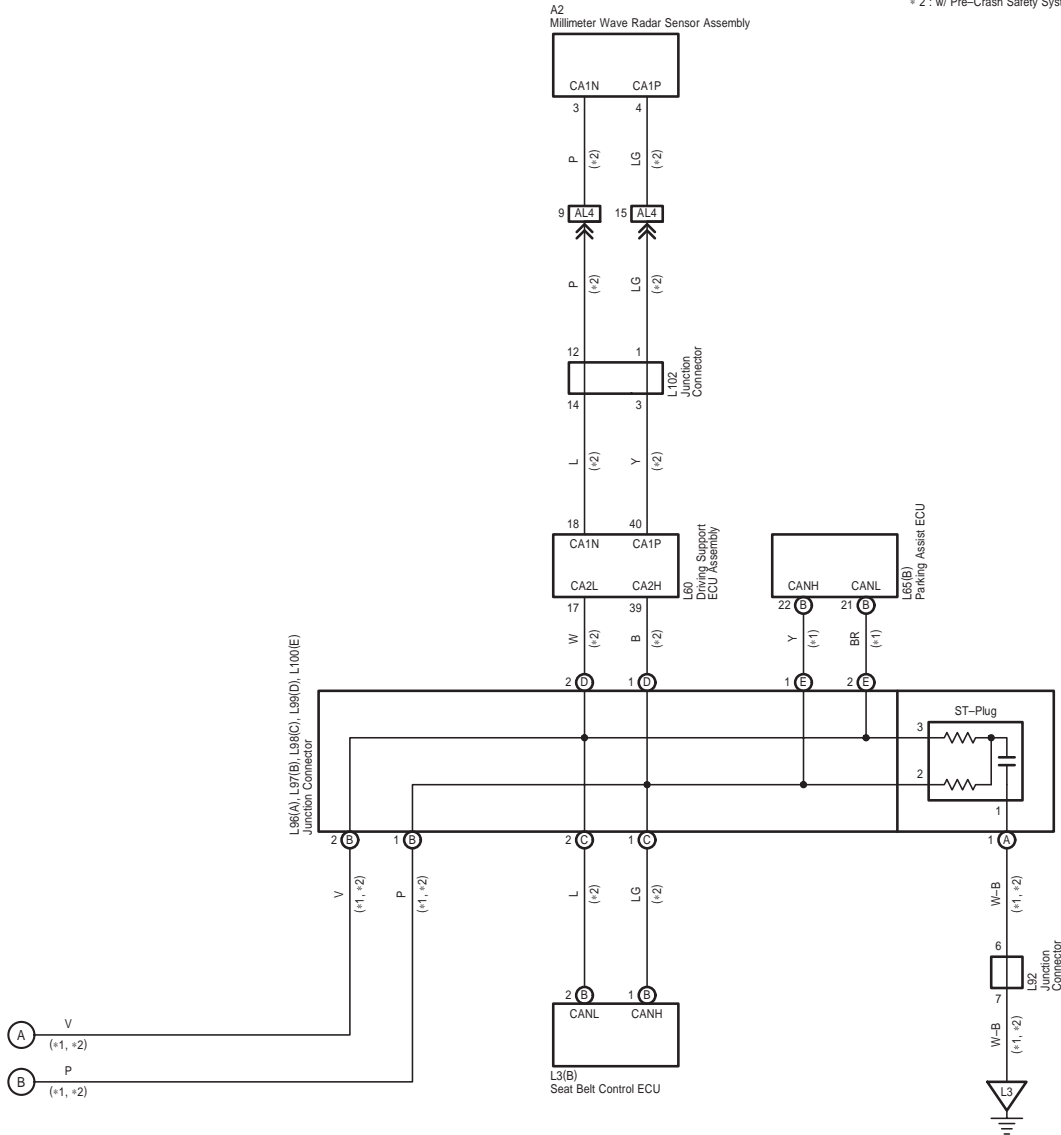 * 2 : w/ Pre-Crash Safety Syst
A2
Millimeter Wave Radar Sensor Assembly
CA1N CA1P
3 4
P (*2) LG (*2)
9 AL4 15 AL4
P (*2) LG (*2)
12 1
L102
Junction
Connector
14 3
L (*2) Y (*2)
18 40
CA1N CA1P
CA2L CA2H
L60
Driving Support
ECU Assembly
17 39
W (*2) B (*2)
CANH CANL
L65(B)
Parking Assist ECU
22 B 21 B
Y (*1) BR (*1)
2 D 1 D 1 E 2 E
L96(A), L97(B), L98(C), L99(D), L100(E)
Junction Connector
ST-Plug
3
2
1
2 B 1 B 2 C 1 C 1 A
V (*1, *2) P (*1, *2) L (*2) LG (*2) W-B (*1, *2)
6
L92
Junction
Connector
7
W-B (*1, *2)
2 B 1 B
CANL CANH
L3(B)
Seat Belt Control ECU
A V
(*1, *2)
B P
(*1, *2)
L3